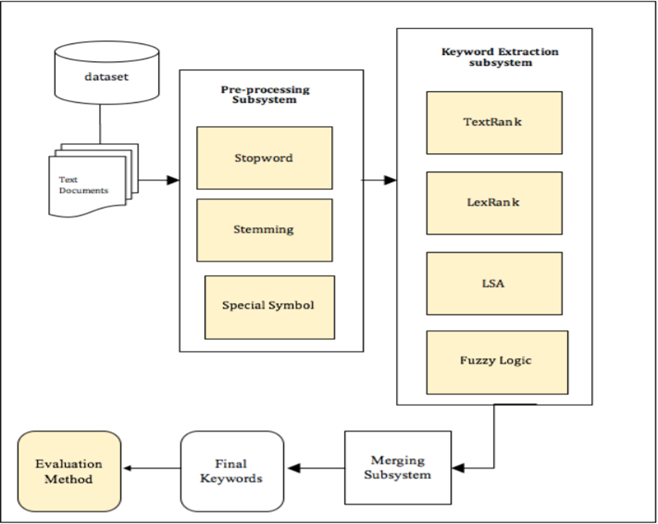 dataset
Text
Documents
Pre-processing
Subsystem
Stopword
Stemming
Special Symbol
Keyword Extraction
subsystem
TextRank
LexRank
LSA
Fuzzy Logic
Merging
Subsystem
Final
Keywords
Evaluation
Method